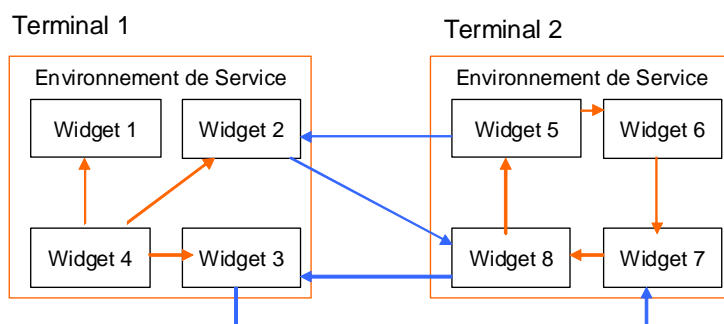 Terminal 1
Terminal 2
Environnement de Service
Environnement de Service
Widget 1
Widget 2
Widget 5
Widget 6
Widget 4
Widget 3
Widget 8
Widget 7